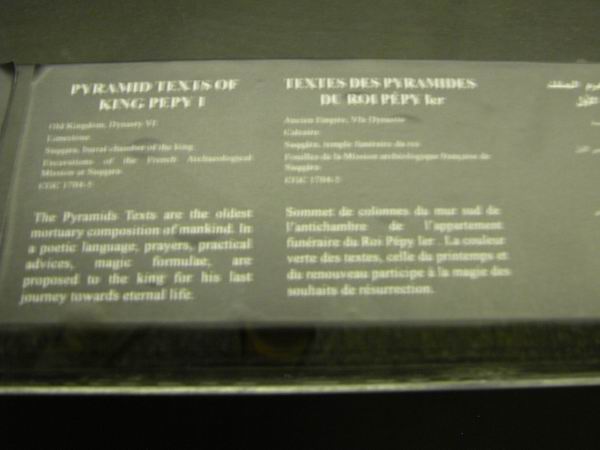 PYRAMID TEXTS OF
KING PEPY I
Old Kingdom, Dynasty VI
Limestone
Saqqara, burial chamber of the king
Excavations of the French Archaeological
Mission at Saqqara
The Pyramids Texts are the oldest
mortuary composition of mankind. In
a poetic language, prayers, practical
advices, magic formulae, are
proposed to the king for his last
journey towards eternal life.
TEXTES DES PYRAMIDES
DU ROI PÉPY Ier
Ancien Empire, VIe Dynastie
Calcaire
Saqqâra, temple funéraire du roi
Fouilles de la Mission archéologique française de
Saqqâra
Sommet de colonnes du mur sud de
l'antichambre de l'appartement
funéraire du Roi Pépy Ier . La couleur
verte des textes, celle du printemps et
du renouveau participe à la magie des
souhaits de résurrection.